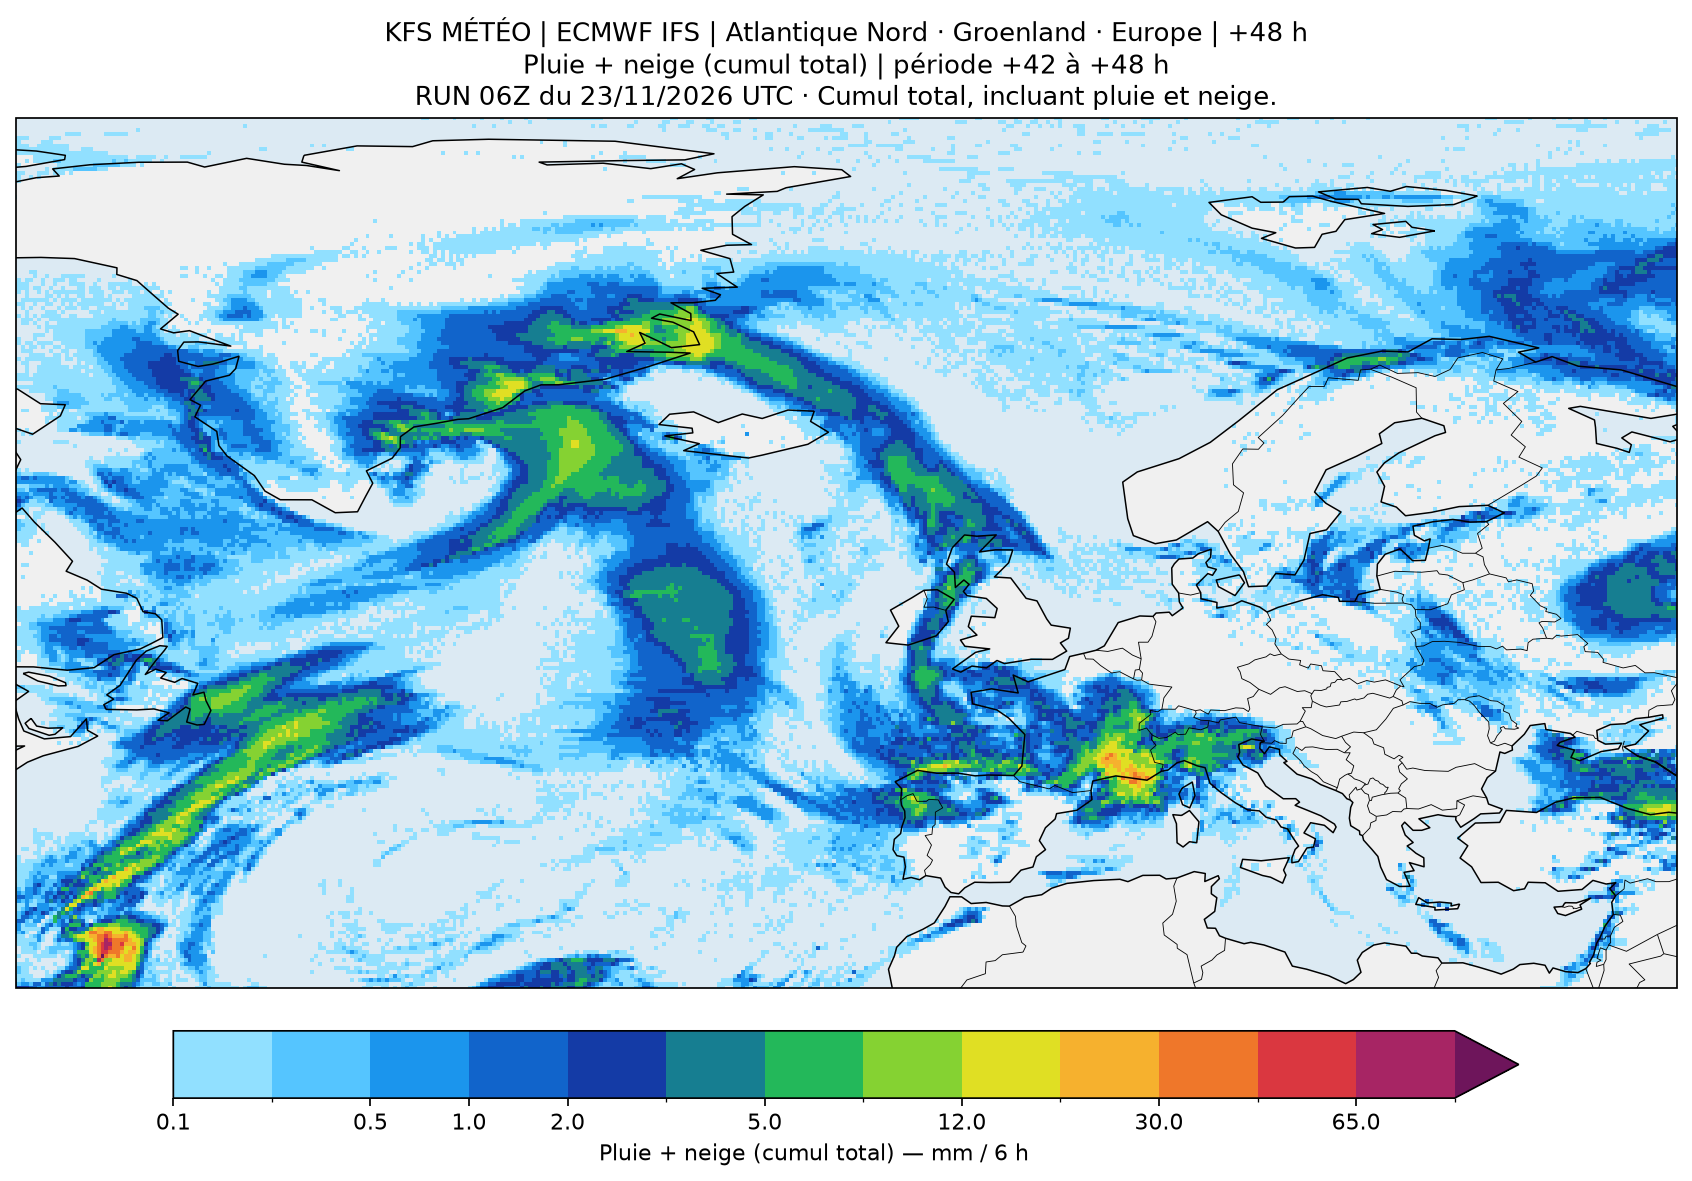 KFS MÉTÉO | ECMWF IFS | Atlantique Nord · Groenland · Europe | +48 h
Pluie + neige (cumul total) | période +42 à +48 h
RUN 06Z du 23/11/2026 UTC · Cumul total, incluant pluie et neige.
0.1 0.5 1.0 2.0 5.0 12.0 30.0 65.0
Pluie + neige (cumul total) — mm / 6 h